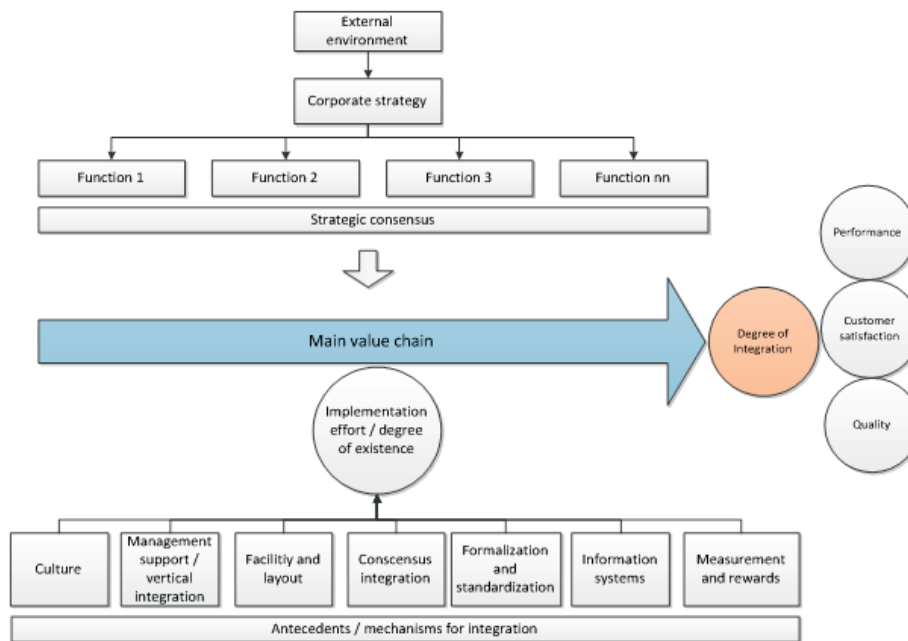 External
environment
Corporate strategy
Function 1
Function 2
Function 3
Function nn
Strategic consensus
Performance
Main value chain
Degree of
Integration
Customer
satisfaction
Quality
Implementation
effort / degree
of existence
Culture
Management
support /
vertical
integration
Facilitiy and
layout
Conscensus
integration
Formalization
and
standardization
Information
systems
Measurement
and rewards
Antecedents / mechanisms for integration